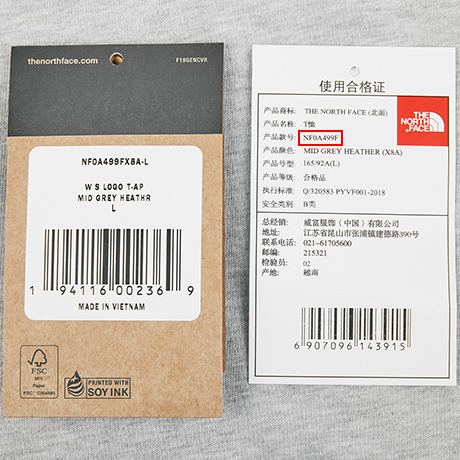 thenorthface.com
F19GENCVR
NF0A499FX8A-L
W S LOGO T-AP
MID GREY HEATHR
L
1 94116 00236 9
MADE IN VIETNAM
FSC
MIX
Paper
FSC® C004683
PRINTED WITH
SOY INK
使用合格证
产品商标: THE NORTH FACE (北面)
产品名称: T恤
产品款号: NF0A499F
产品颜色: MID GREY HEATHER (X8A)
产品型号: 165/92A(L)
产品等级: 合格品
执行标准: Q/320583 PYVF001-2018
安全类别: B类
THE
NORTH
FACE
总经销: 威富服饰（中国）有限公司
地址: 江苏省昆山市张浦镇建德路390号
联系电话: 021-61705600
邮编: 215321
检验员: 02
产地: 越南
6 907096 143915